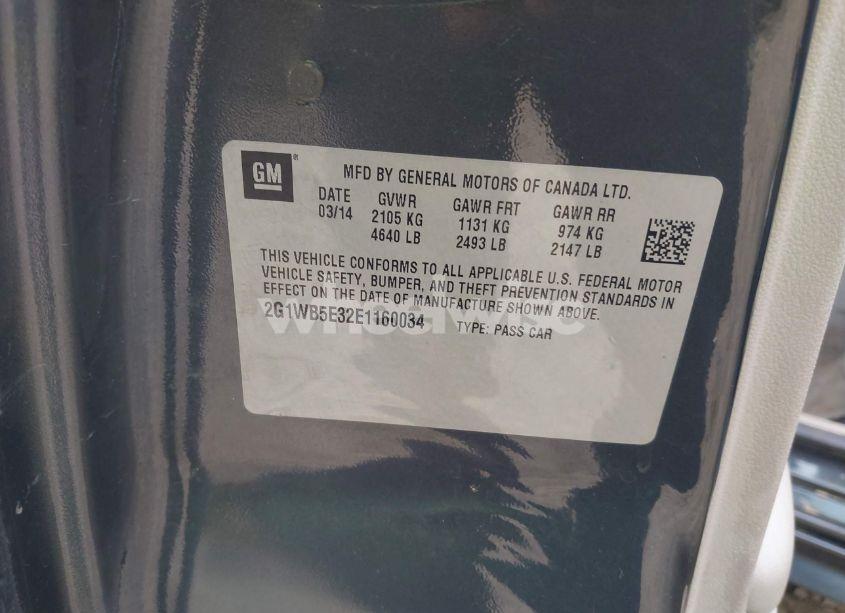 GM ®
MFD BY GENERAL MOTORS OF CANADA LTD.
DATE GVWR GAWR FRT GAWR RR
03/14 2105 KG 1131 KG 974 KG
4640 LB 2493 LB 2147 LB
THIS VEHICLE CONFORMS TO ALL APPLICABLE U.S. FEDERAL MOTOR
VEHICLE SAFETY, BUMPER, AND THEFT PREVENTION STANDARDS IN
EFFECT ON THE DATE OF MANUFACTURE SHOWN ABOVE.
2G1WB5E32E1160034 TYPE: PASS CAR